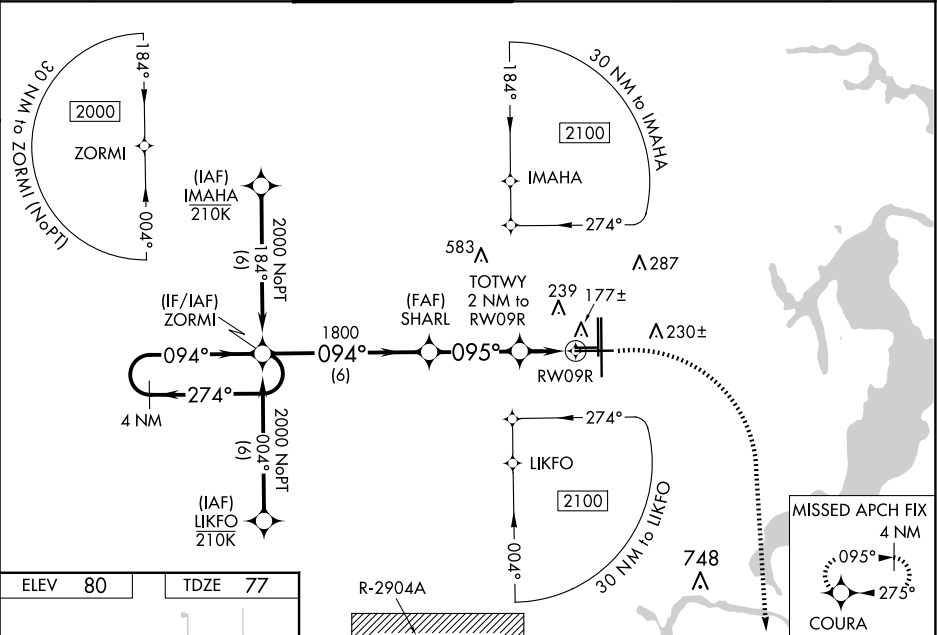 184°
30 NM to ZORMI (NoPT)
2000
ZORMI
004°
(IAF)
IMAHA
210K
2000 NoPT
184°
(6)
(IF/IAF)
ZORMI
094°
274°
4 NM
1800
094°
(6)
2000 NoPT
004°
(6)
(IAF)
LIKFO
210K
(FAF)
SHARL
095°
583
TOTWY
2 NM to
RW09R
239
177±
287
230±
RW09R
184°
30 NM to IMAHA
2100
IMAHA
274°
274°
LIKFO
2100
004°
30 NM to LIKFO
748
R-2904A
MISSED APCH FIX
4 NM
095°
275°
COURA
ELEV 80
TDZE 77